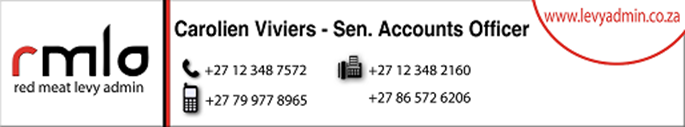 rmla
red meat levy admin
Carolien Viviers - Sen. Accounts Officer
www.levyadmin.co.za
+27 12 348 7572
+27 12 348 2160
+27 79 977 8965
+27 86 572 6206